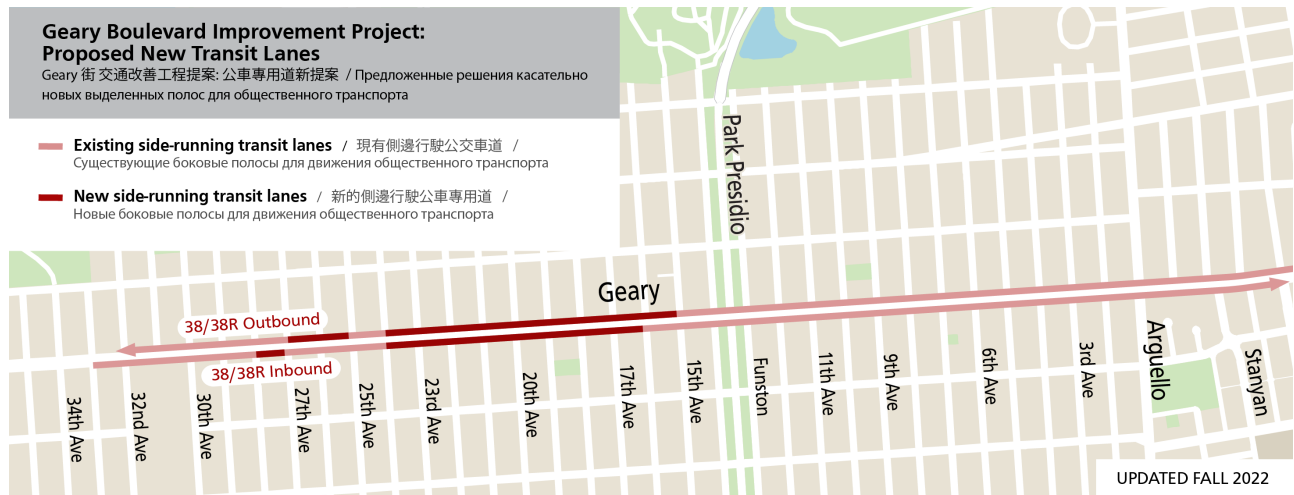 Geary Boulevard Improvement Project:
Proposed New Transit Lanes
Geary 街 交通改善工程提案: 公車專用道新提案 / Предложенные решения касательно
новых выделенных полос для общественного транспорта
Existing side-running transit lanes / 現有側邊行駛公交車道 /
Существующие боковые полосы для движения общественного транспорта
New side-running transit lanes / 新的側邊行駛公車專用道 /
Новые боковые полосы для движения общественного транспорта
Park Presidio
Geary
38/38R Outbound
38/38R Inbound
34th Ave
32nd Ave
30th Ave
27th Ave
25th Ave
23rd Ave
20th Ave
17th Ave
15th Ave
Funston
11th Ave
9th Ave
6th Ave
3rd Ave
Arguello
Stanyan
UPDATED FALL 2022